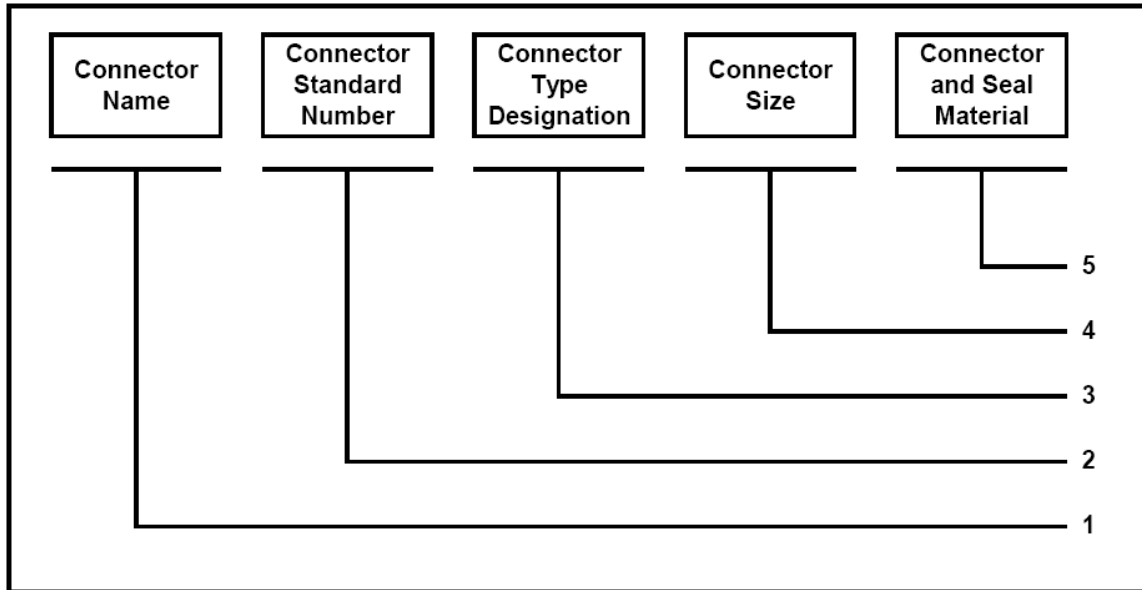 Connector
Name
Connector
Standard
Number
Connector
Type
Designation
Connector
Size
Connector
and Seal
Material
5
4
3
2
1